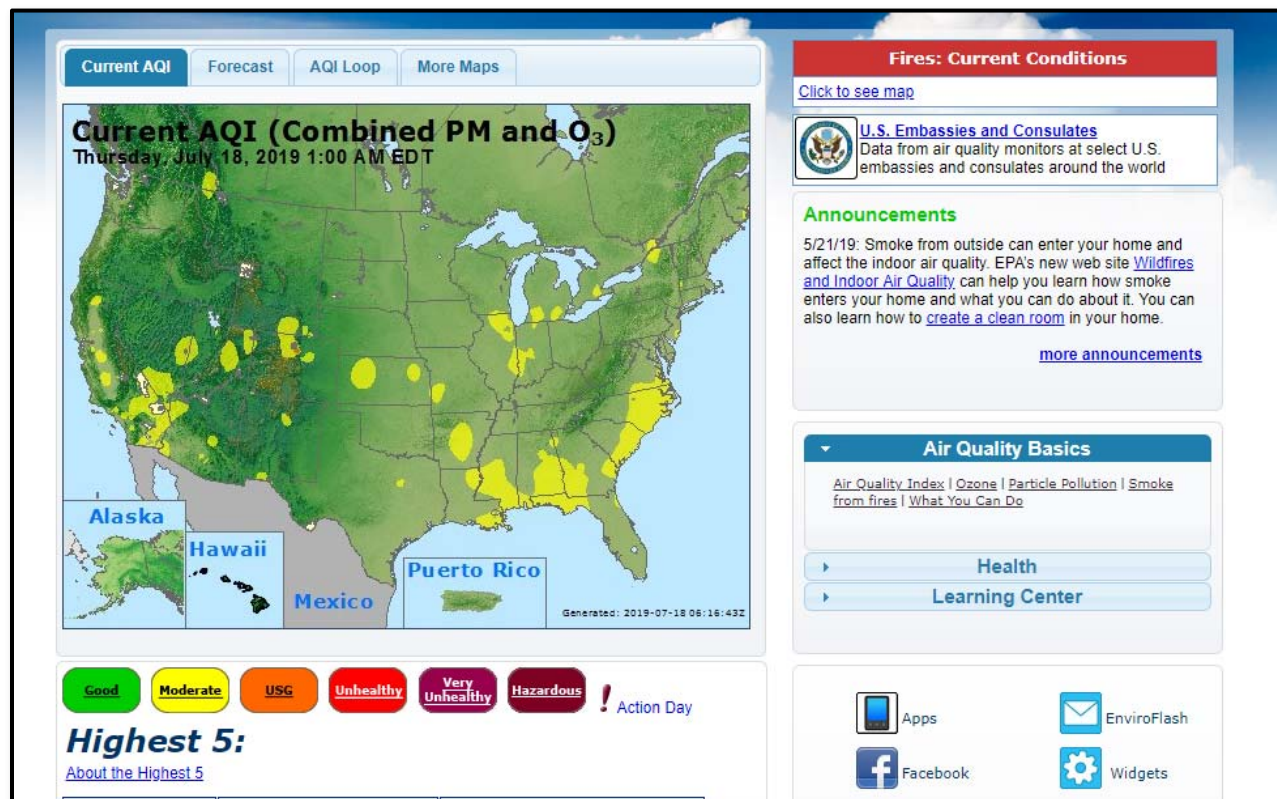 Current AQI
Forecast
AQI Loop
More Maps
Current AQI (Combined PM and O₃)
Thursday, July 18, 2019 1:00 AM EDT
Alaska
Hawaii
Mexico
Puerto Rico
Generated: 2019-07-18 06:16:43Z
Good
Moderate
USG
Unhealthy
Very
Unhealthy
Hazardous
! Action Day
Highest 5:
About the Highest 5
Fires: Current Conditions
Click to see map
U.S. Embassies and Consulates
Data from air quality monitors at select U.S.
embassies and consulates around the world
Announcements
5/21/19: Smoke from outside can enter your home and
affect the indoor air quality. EPA's new web site Wildfires
and Indoor Air Quality can help you learn how smoke
enters your home and what you can do about it. You can
also learn how to create a clean room in your home.
more announcements
Air Quality Basics
Air Quality Index | Ozone | Particle Pollution | Smoke
from fires | What You Can Do
Health
Learning Center
Apps
EnviroFlash
Facebook
Widgets